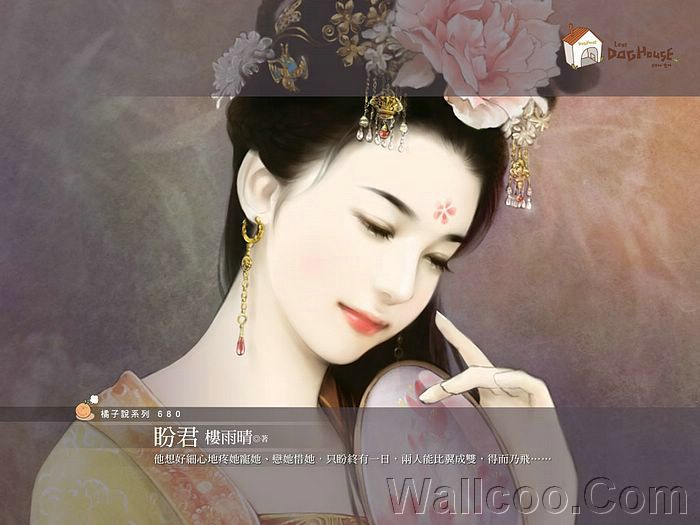 Love
DOGHOUSE
橘子說系列 680
盼君 樓雨晴◎著
他想好細心地疼她寵她、戀她惜她，只盼終有一日，兩人能比翼成雙，得而乃飛……
Wallcoo.Com